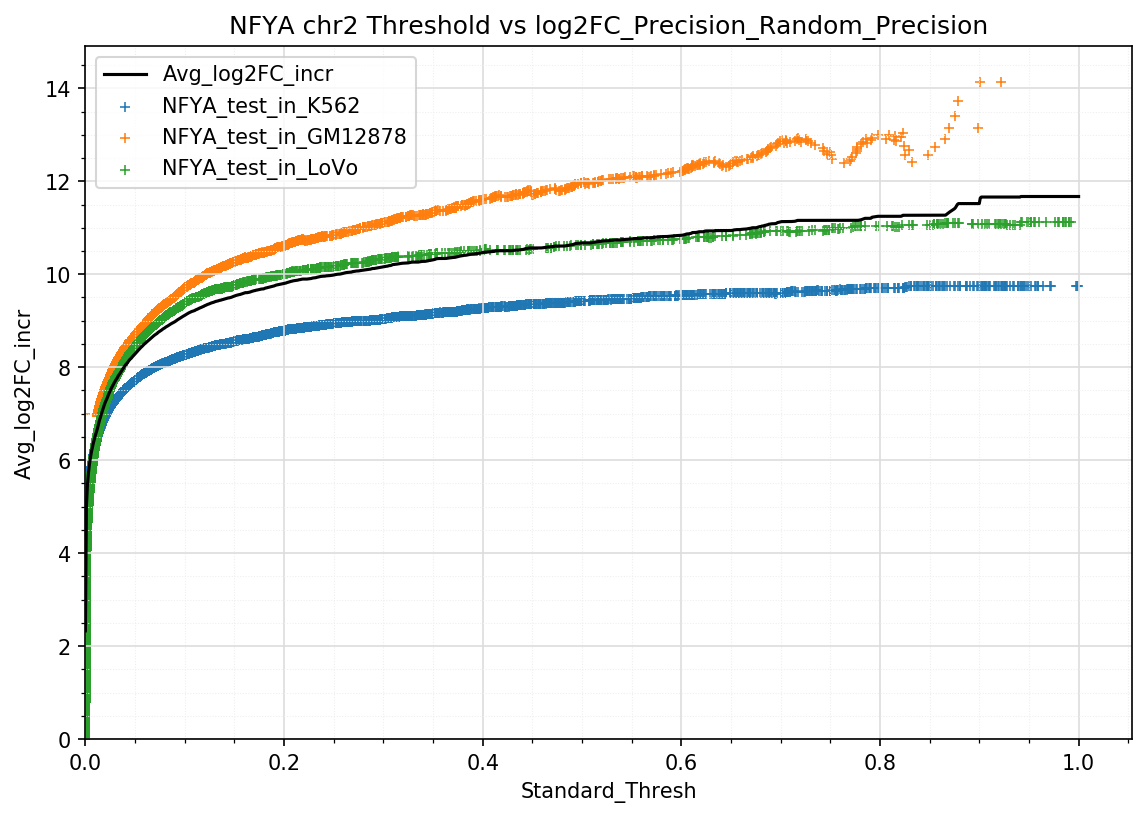 NFYA chr2 Threshold vs log2FC_Precision_Random_Precision
Avg_log2FC_incr
NFYA_test_in_K562
NFYA_test_in_GM12878
NFYA_test_in_LoVo
14
12
10
8
6
4
2
0
Avg_log2FC_incr
0.0 0.2 0.4 0.6 0.8 1.0
Standard_Thresh